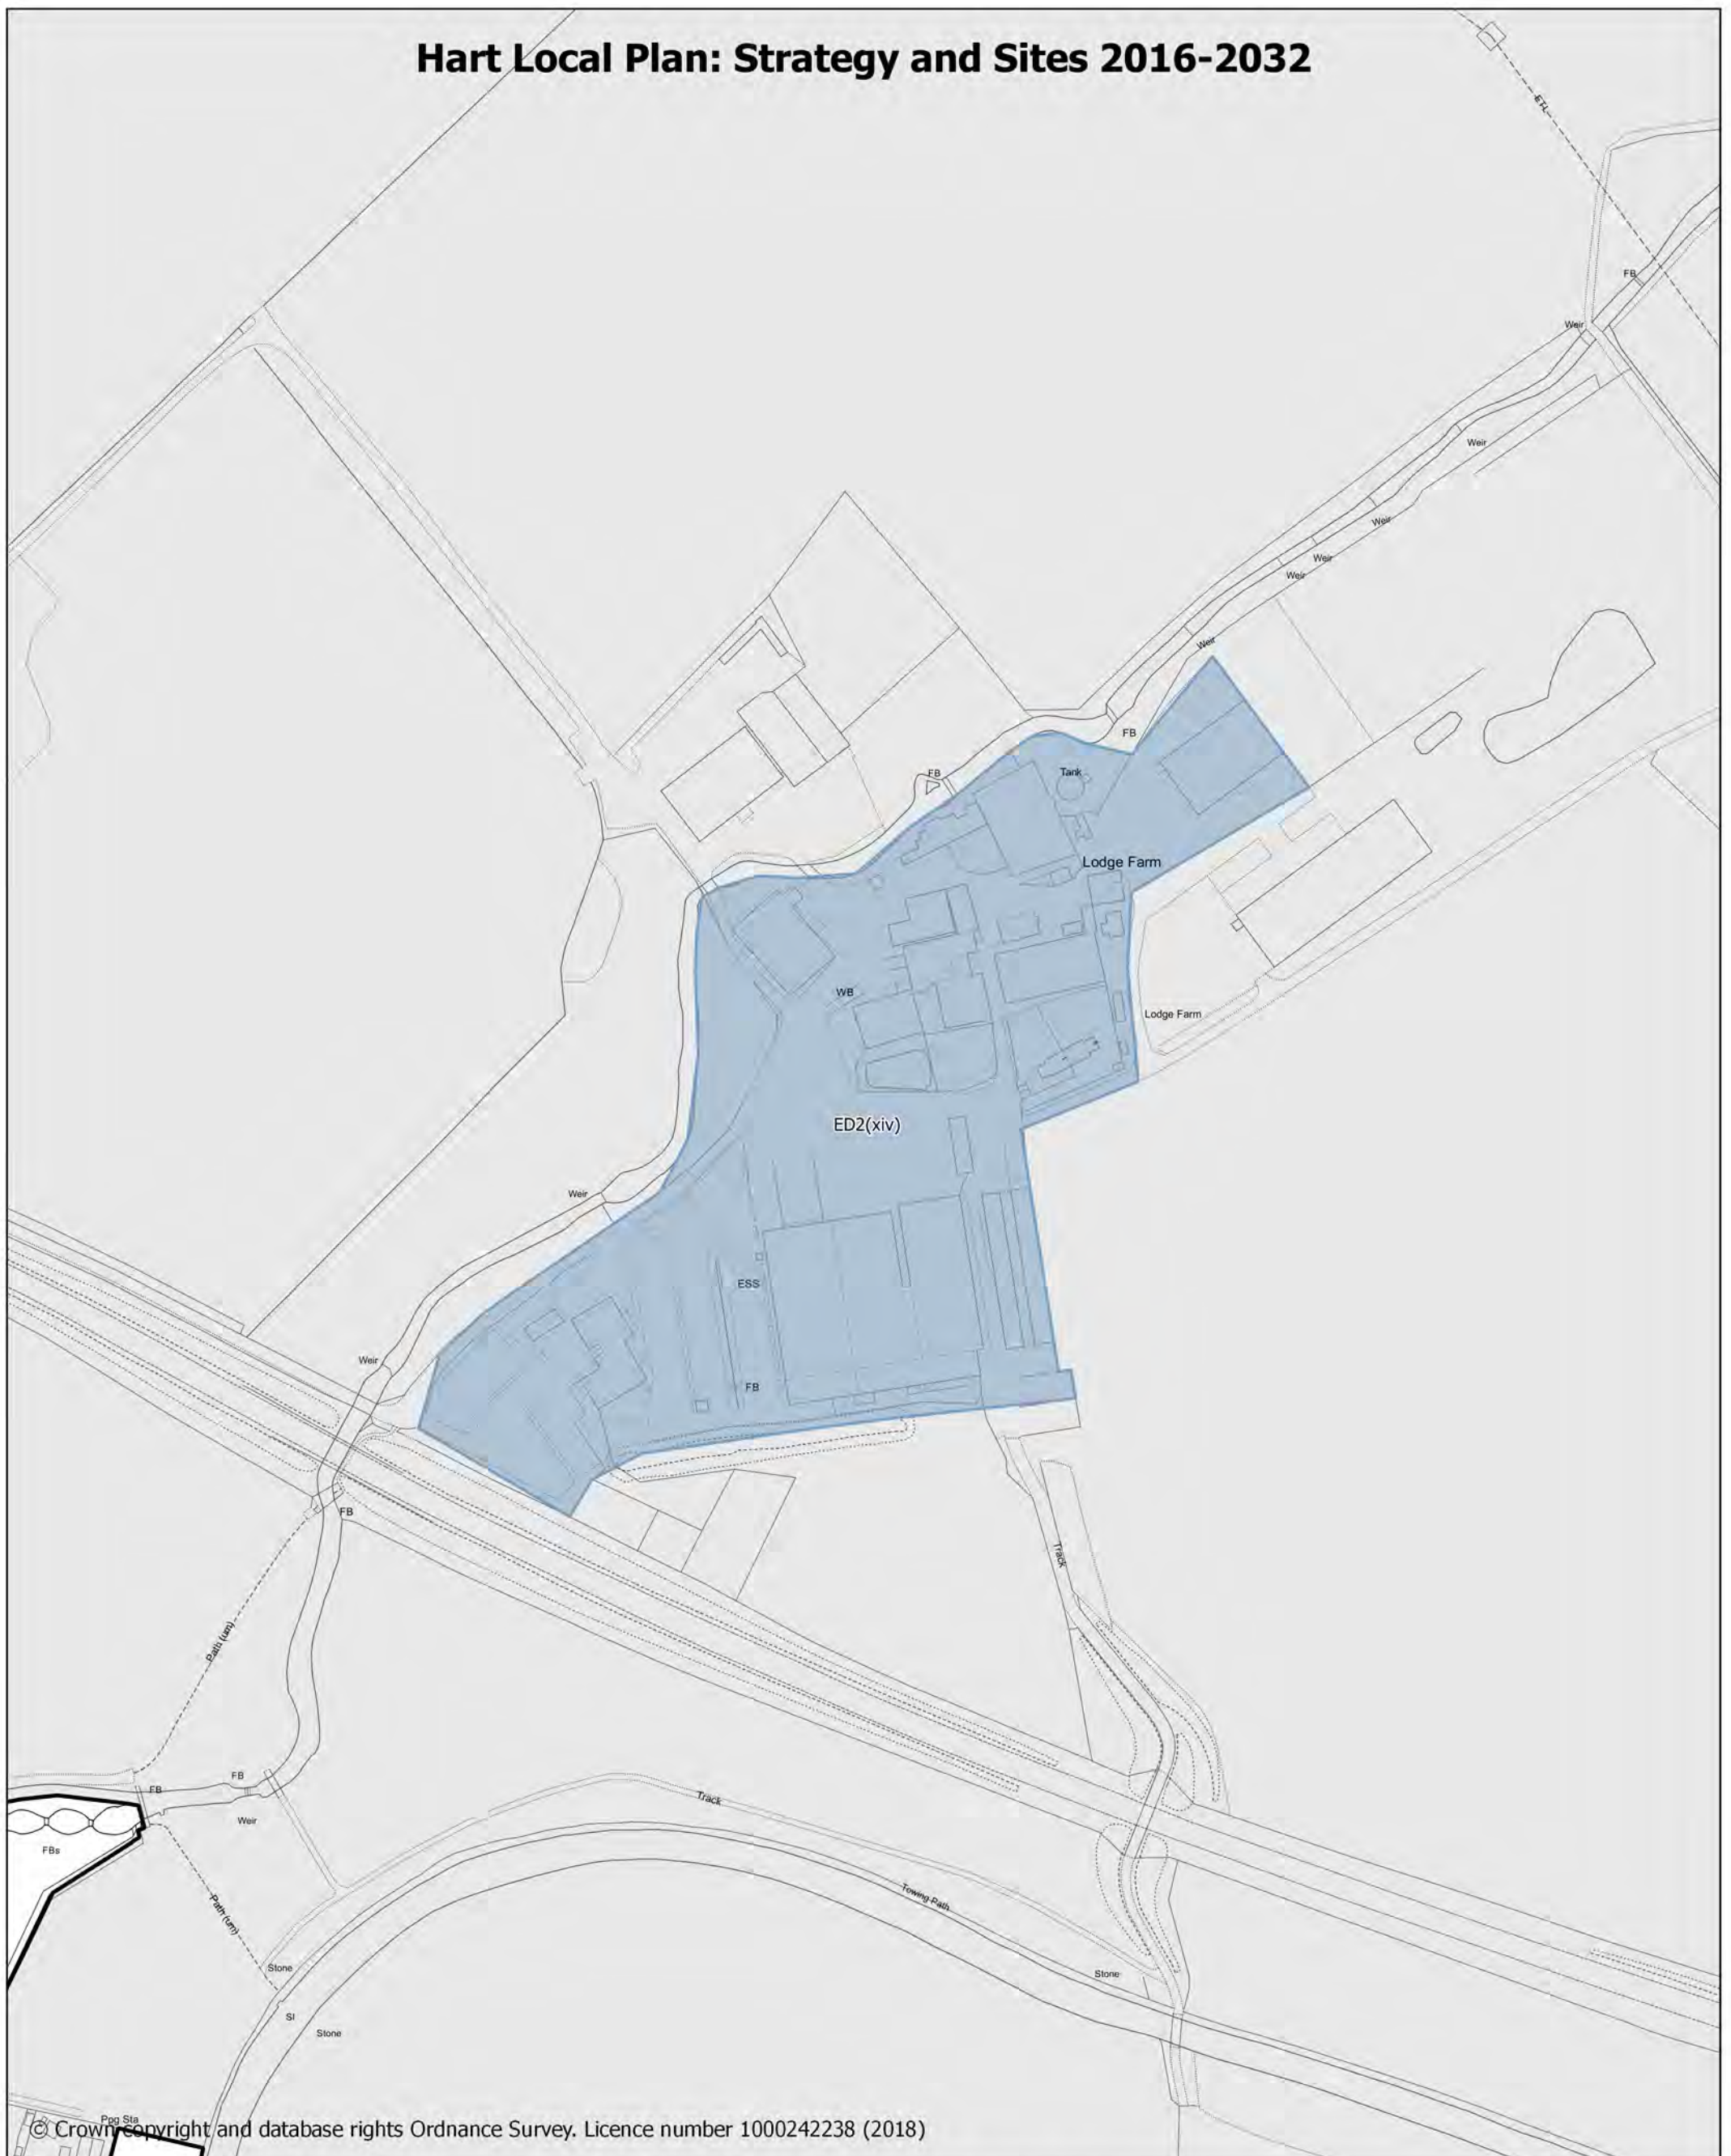 Hart Local Plan: Strategy and Sites 2016-2032
ETL
FB
Weir
Weir
Weir
Weir
Weir
Weir
FB
FB
Tank
Lodge Farm
WB
Lodge Farm
ED2(xiv)
Weir
ESS
Weir
FB
FB
Track
Path (um)
FB
FB
Track
Weir
FBs
Towing Path
Path (um)
Stone
Stone
Sl
Stone
Ppg Sta
© Crown copyright and database rights Ordnance Survey. Licence number 1000242238 (2018)